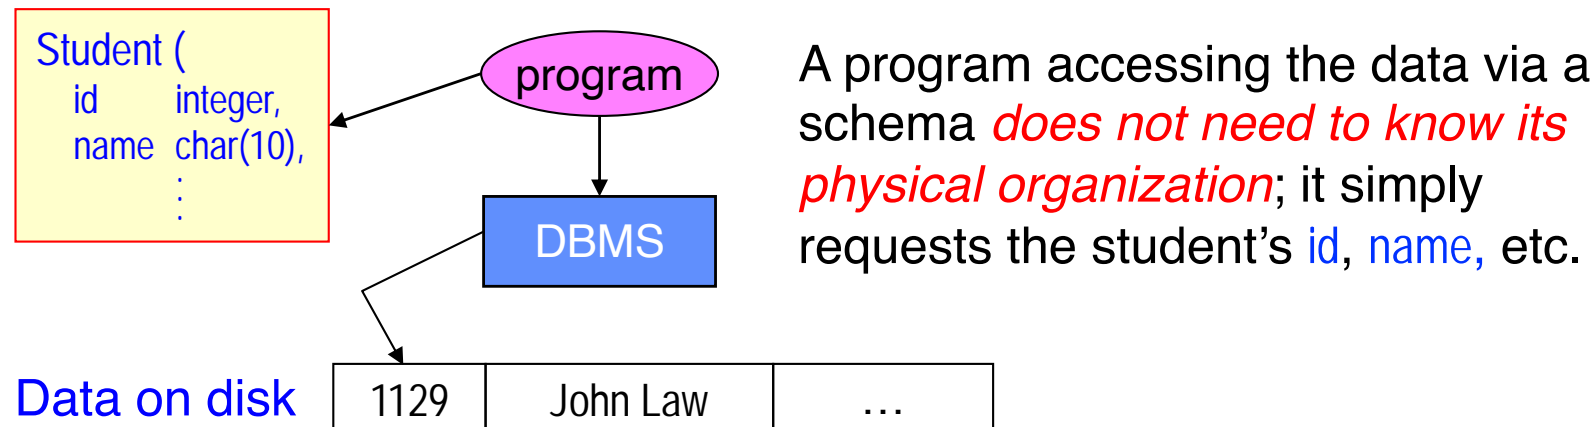 Student (
id integer,
name char(10),
:
:
program
DBMS
A program accessing the data via a
schema does not need to know its
physical organization; it simply
requests the student's id, name, etc.
Data on disk
1129
John Law
…